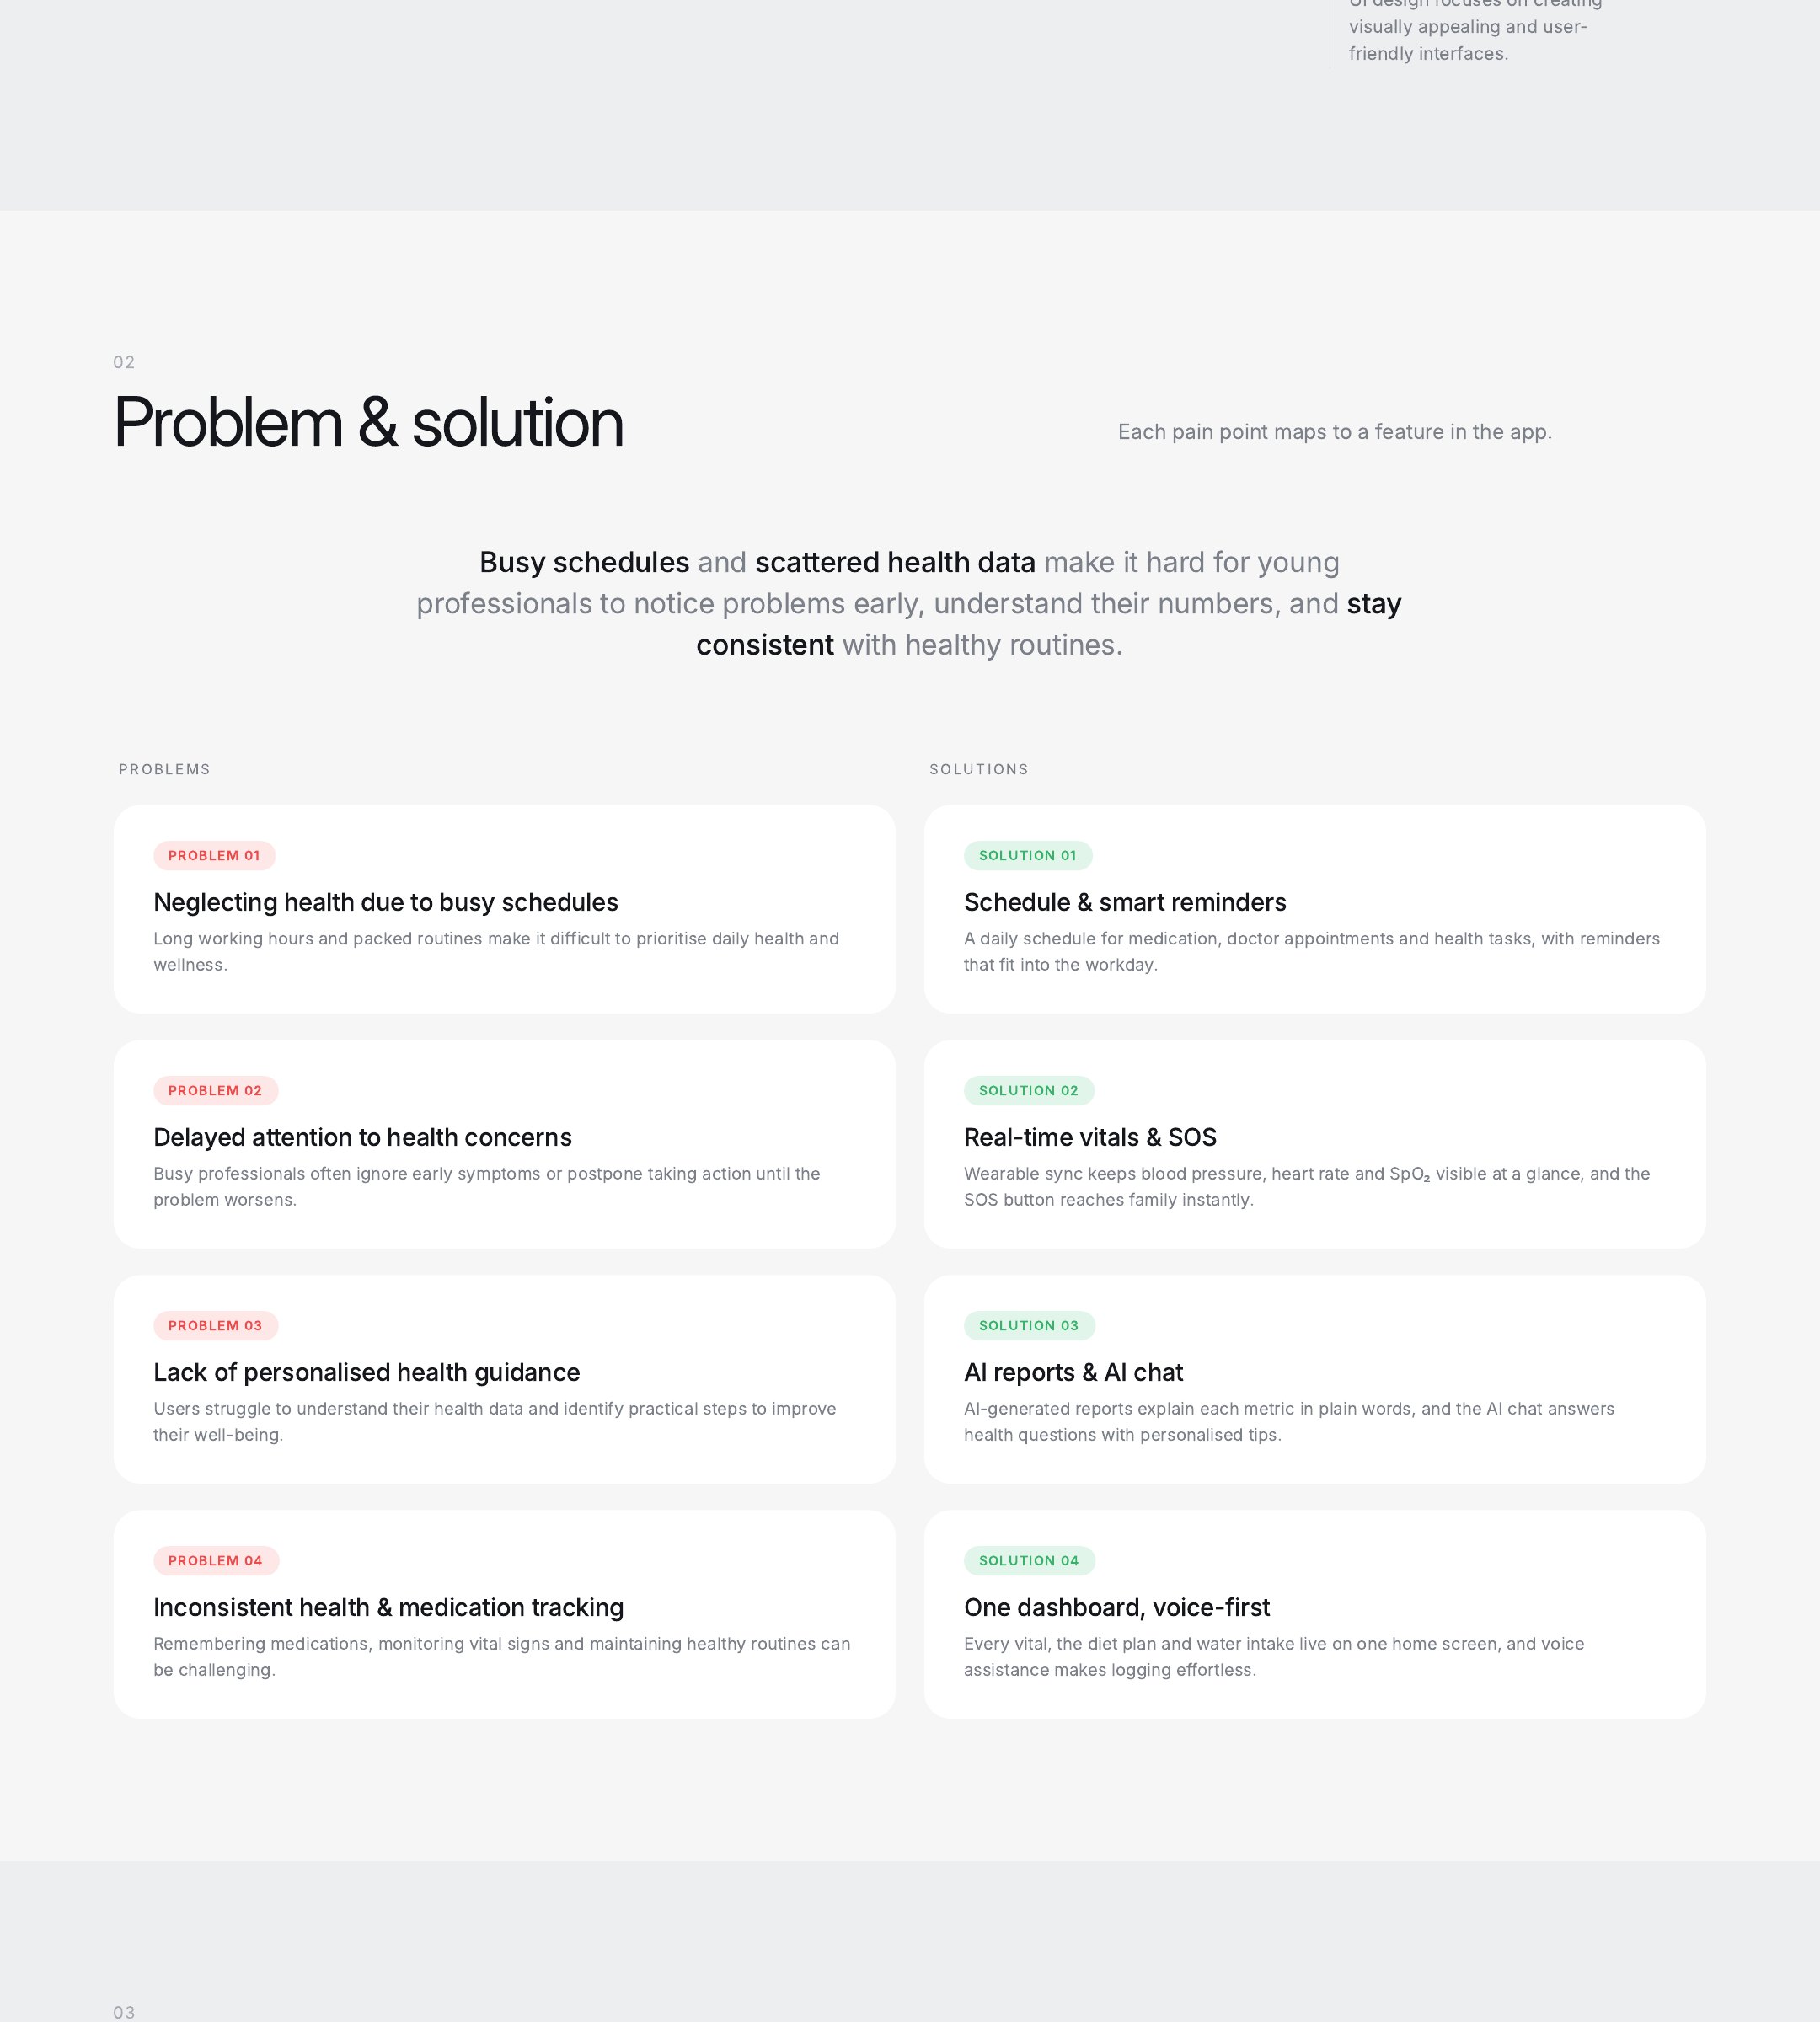 UI design focuses on creating
visually appealing and user-
friendly interfaces.
02
Problem & solution
Each pain point maps to a feature in the app.
Busy schedules and scattered health data make it hard for young
professionals to notice problems early, understand their numbers, and stay
consistent with healthy routines.
PROBLEMS
SOLUTIONS
PROBLEM 01
Neglecting health due to busy schedules
Long working hours and packed routines make it difficult to prioritise daily health and
wellness.
SOLUTION 01
Schedule & smart reminders
A daily schedule for medication, doctor appointments and health tasks, with reminders
that fit into the workday.
PROBLEM 02
Delayed attention to health concerns
Busy professionals often ignore early symptoms or postpone taking action until the
problem worsens.
SOLUTION 02
Real-time vitals & SOS
Wearable sync keeps blood pressure, heart rate and SpO₂ visible at a glance, and the
SOS button reaches family instantly.
PROBLEM 03
Lack of personalised health guidance
Users struggle to understand their health data and identify practical steps to improve
their well-being.
SOLUTION 03
AI reports & AI chat
AI-generated reports explain each metric in plain words, and the AI chat answers
health questions with personalised tips.
PROBLEM 04
Inconsistent health & medication tracking
Remembering medications, monitoring vital signs and maintaining healthy routines can
be challenging.
SOLUTION 04
One dashboard, voice-first
Every vital, the diet plan and water intake live on one home screen, and voice
assistance makes logging effortless.
03